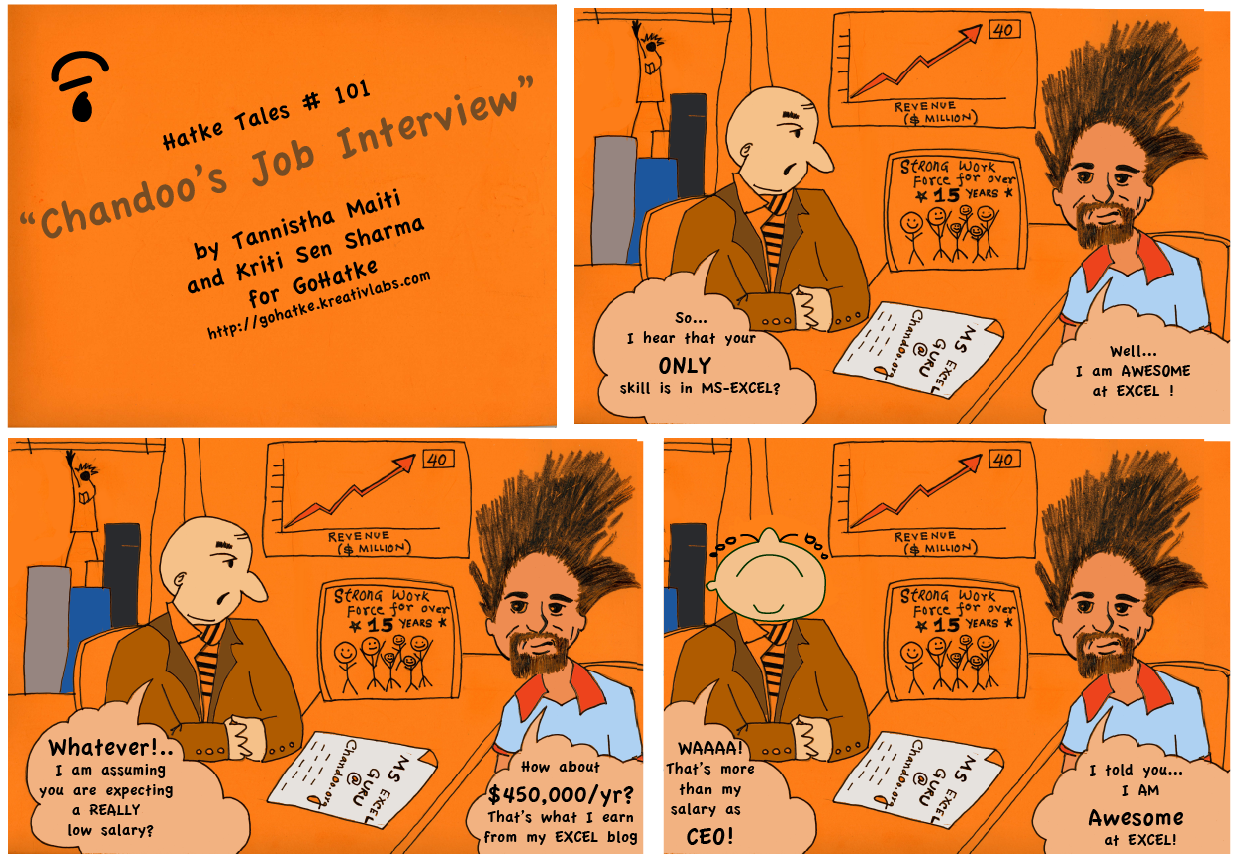 Hatke Tales # 101
“Chandoo's Job Interview”
by Tannistha Maiti
and Kriti Sen Sharma
for GoHatke
http://gohatke.kreativlabs.com
40
REVENUE
($ MILLION)
STRONG WORK
FORCE for over
★ 15 YEARS ★
So...
I hear that your
ONLY
skill is in MS-EXCEL?
MS EXCEL
GURU
@
Chandoo.org
Well...
I am AWESOME
at EXCEL !
40
REVENUE
($ MILLION)
STRONG WORK
FORCE for over
★ 15 YEARS ★
Whatever!..
I am assuming
you are expecting
a REALLY
low salary?
MS EXCEL
GURU
@
Chandoo.org
How about
$450,000/yr?
That's what I earn
from my EXCEL blog
40
REVENUE
($ MILLION)
STRONG WORK
FORCE for over
★ 15 YEARS ★
WAAAA!
That's more
than my
salary as
CEO!
MS EXCEL
GURU
@
Chandoo.org
I told you...
I AM
Awesome
at EXCEL!